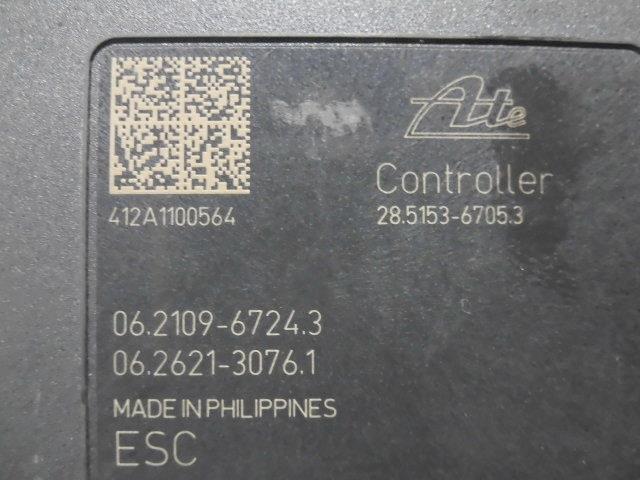 Ate
Controller
28.5153-6705.3
412A1100564
06.2109-6724.3
06.2621-3076.1
MADE IN PHILIPPINES
ESC